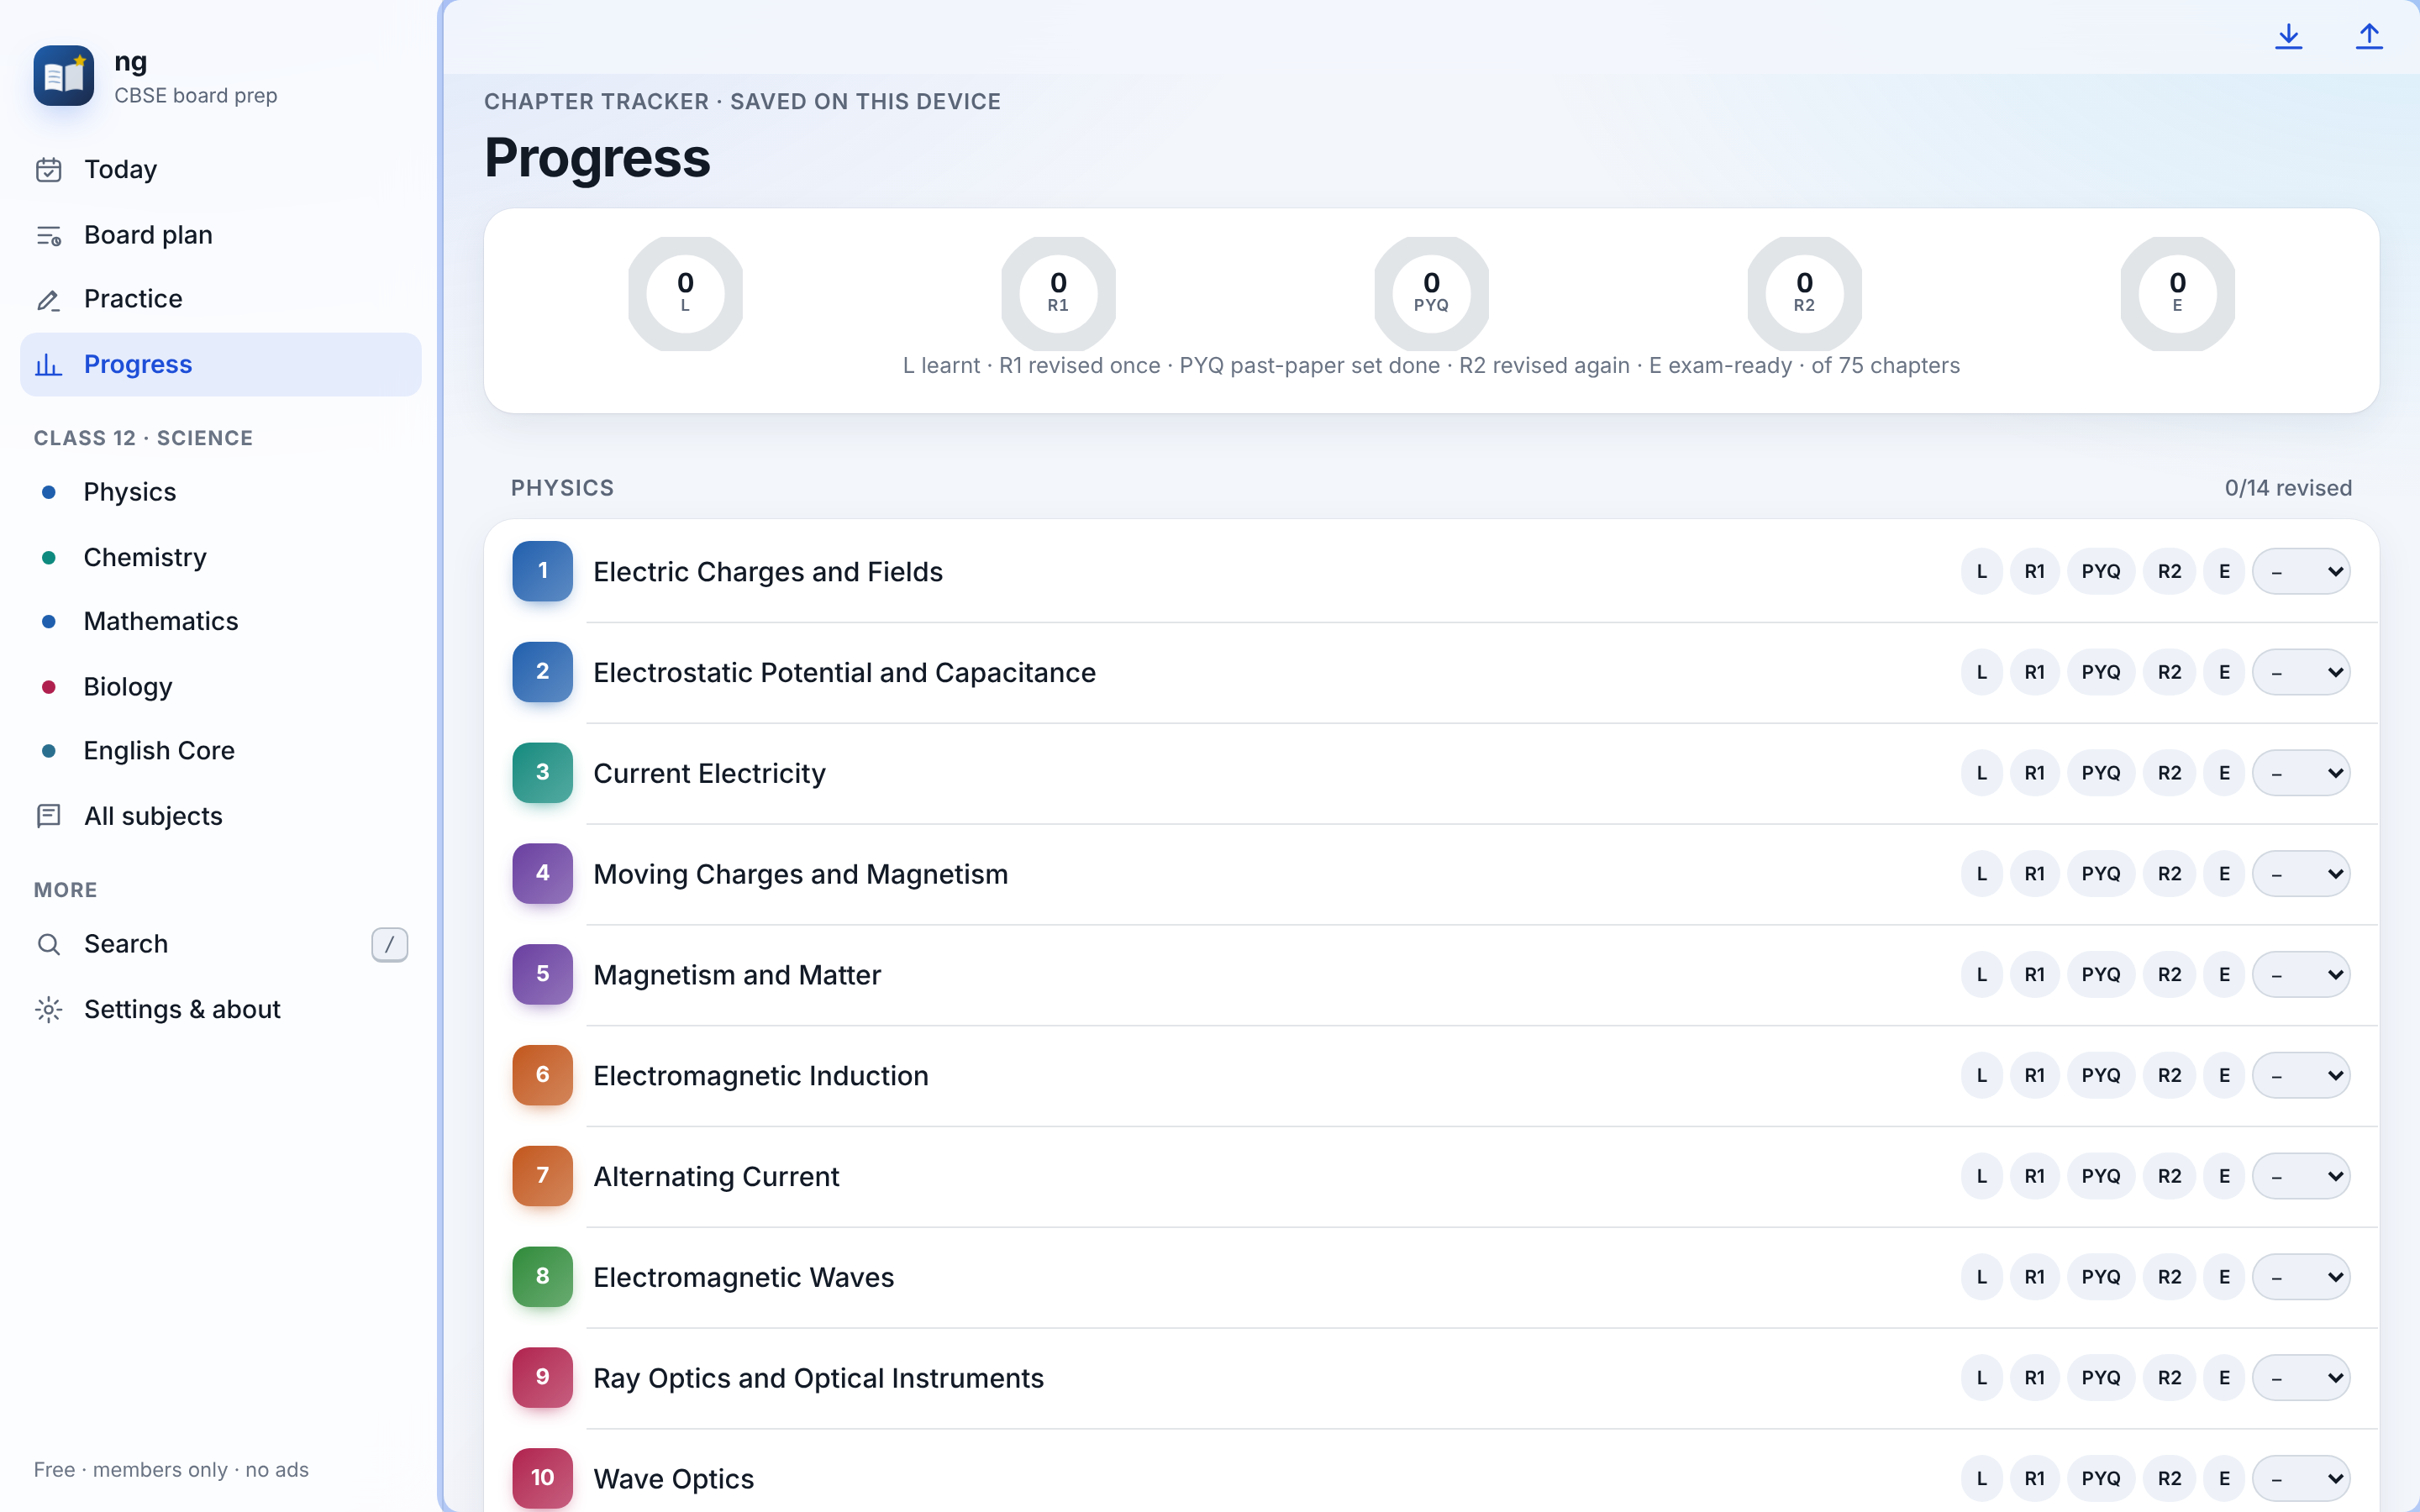 ng
CBSE board prep
Today
Board plan
Practice
Progress
CLASS 12 · SCIENCE
Physics
Chemistry
Mathematics
Biology
English Core
All subjects
MORE
Search /
Settings & about
Free · members only · no ads
CHAPTER TRACKER · SAVED ON THIS DEVICE
Progress
0 0 0 0 0
L R1 PYQ R2 E
L learnt · R1 revised once · PYQ past-paper set done · R2 revised again · E exam-ready · of 75 chapters
PHYSICS 0/14 revised
1 Electric Charges and Fields L R1 PYQ R2 E –
2 Electrostatic Potential and Capacitance L R1 PYQ R2 E –
3 Current Electricity L R1 PYQ R2 E –
4 Moving Charges and Magnetism L R1 PYQ R2 E –
5 Magnetism and Matter L R1 PYQ R2 E –
6 Electromagnetic Induction L R1 PYQ R2 E –
7 Alternating Current L R1 PYQ R2 E –
8 Electromagnetic Waves L R1 PYQ R2 E –
9 Ray Optics and Optical Instruments L R1 PYQ R2 E –
10 Wave Optics L R1 PYQ R2 E –